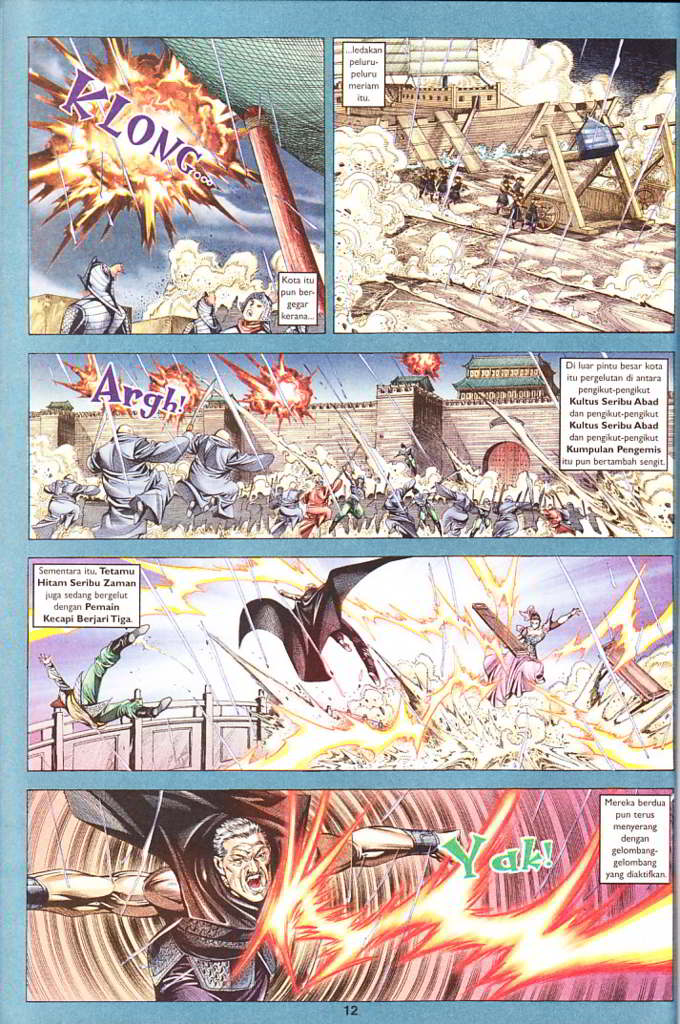 KLONG...
Kota itu
pun ber-
gegar
kerana...
...ledakan
peluru-
peluru
meriam
itu.
Argh!
Di luar pintu besar kota
itu pergelutan di antara
pengikut-pengikut
Kultus Seribu Abad
dan pengikut-pengikut
Kultus Seribu Abad
dan pengikut-pengikut
Kumpulan Pengemis
itu pun bertambah sengit.
Sementara itu, Tetamu
Hitam Seribu Zaman
juga sedang bergelut
dengan Pemain
Kecapi Berjari Tiga.
Mereka berdua
pun terus
menyerang
dengan
gelombang-
gelombang
yang diaktifkan.
Yak!
12